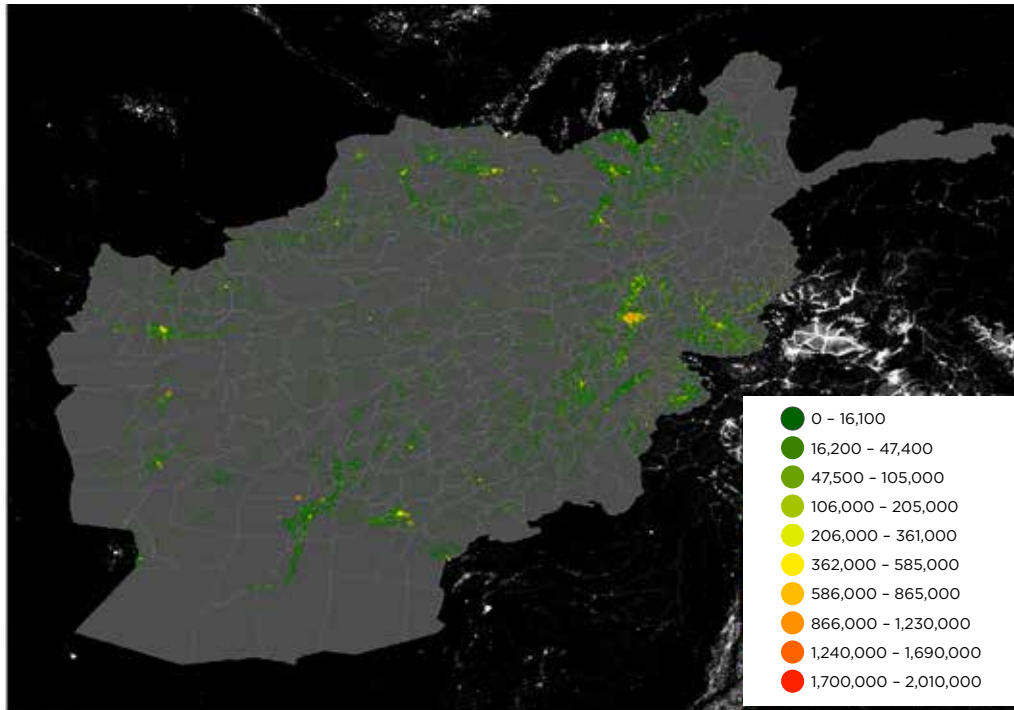 0 – 16,100
16,200 – 47,400
47,500 – 105,000
106,000 – 205,000
206,000 – 361,000
362,000 – 585,000
586,000 – 865,000
866,000 – 1,230,000
1,240,000 – 1,690,000
1,700,000 – 2,010,000